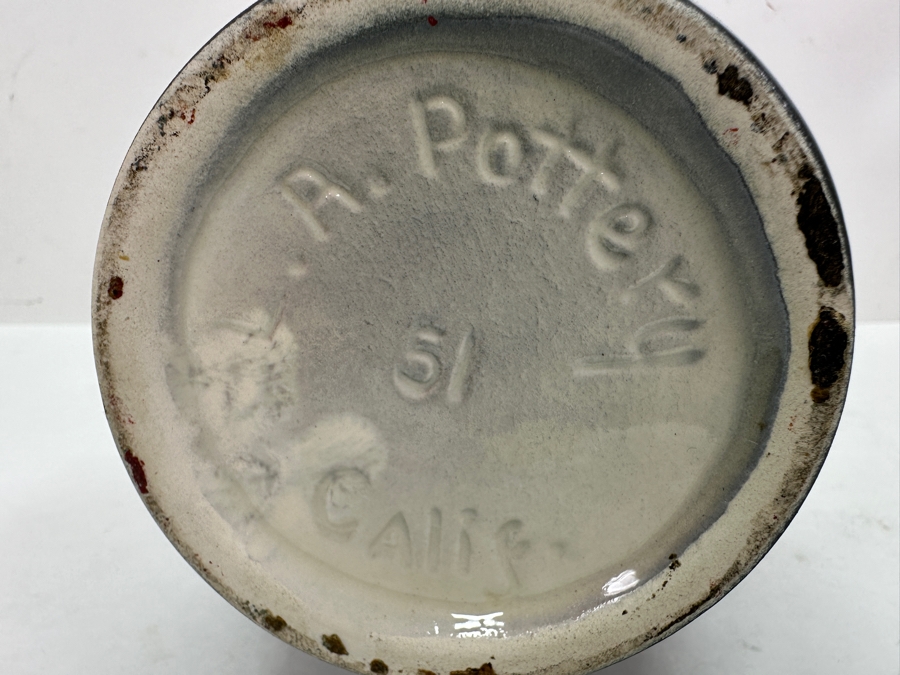 . A. Pottery
51
Calif.